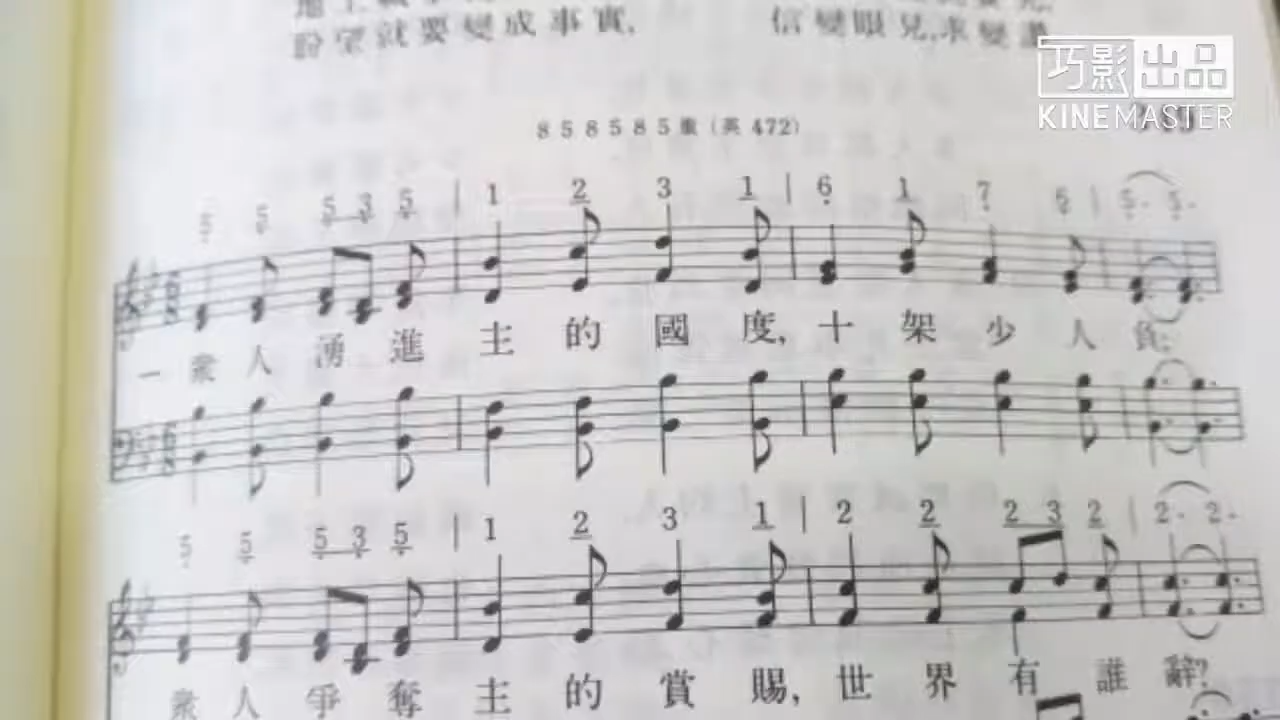 盼望就要變成事實, 信變眼見,求變
巧影出品
KINEMASTER
8 5 8 5 8 5 重 (英 472)
5 5 5 3 5 | 1 2 3 1 | 6 1 7 6 | 5· 5·
一 衆 人 湧 進 主 的 國 度, 十 架 少 人 負;
5 5 5 3 5 | 1 2 3 1 | 2 2 2 3 2 | 2· 2·
衆 人 爭 奪 主 的 賞 賜, 世 界 有 誰 辭?